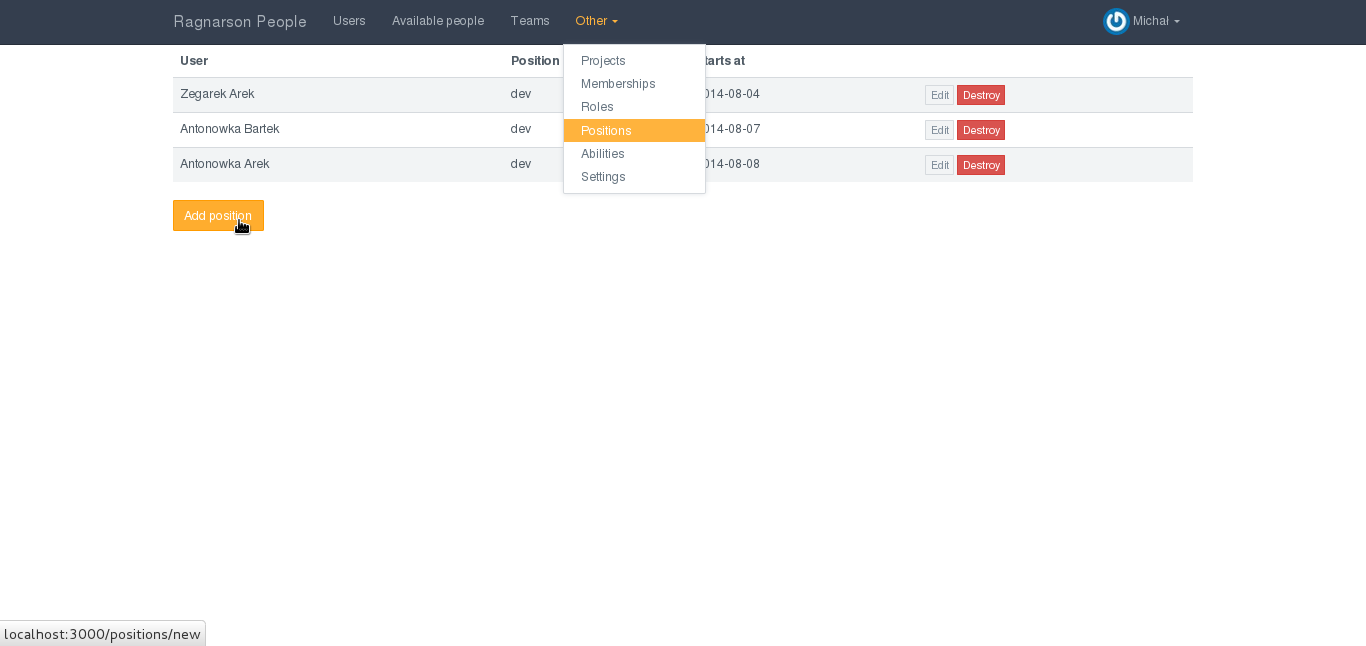 Ragnarson People Users Available people Teams Other Michał
User Position tarts at
Projects
Memberships
Roles
Positions
Abilities
Settings
Zegarek Arek dev 014-08-04 Edit Destroy
Antonowka Bartek dev 014-08-07 Edit Destroy
Antonowka Arek dev 014-08-08 Edit Destroy
Add position
localhost:3000/positions/new